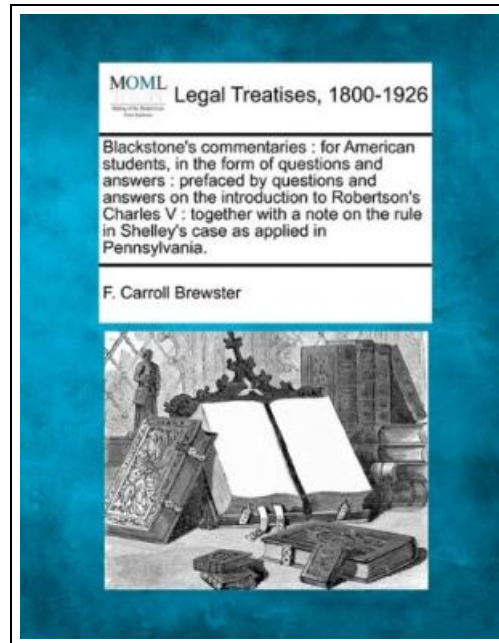 MOML
Legal Treatises, 1800-1926
Blackstone's commentaries : for American
students, in the form of questions and
answers : prefaced by questions and
answers on the introduction to Robertson's
Charles V : together with a note on the rule
in Shelley's case as applied in
Pennsylvania.
F. Carroll Brewster